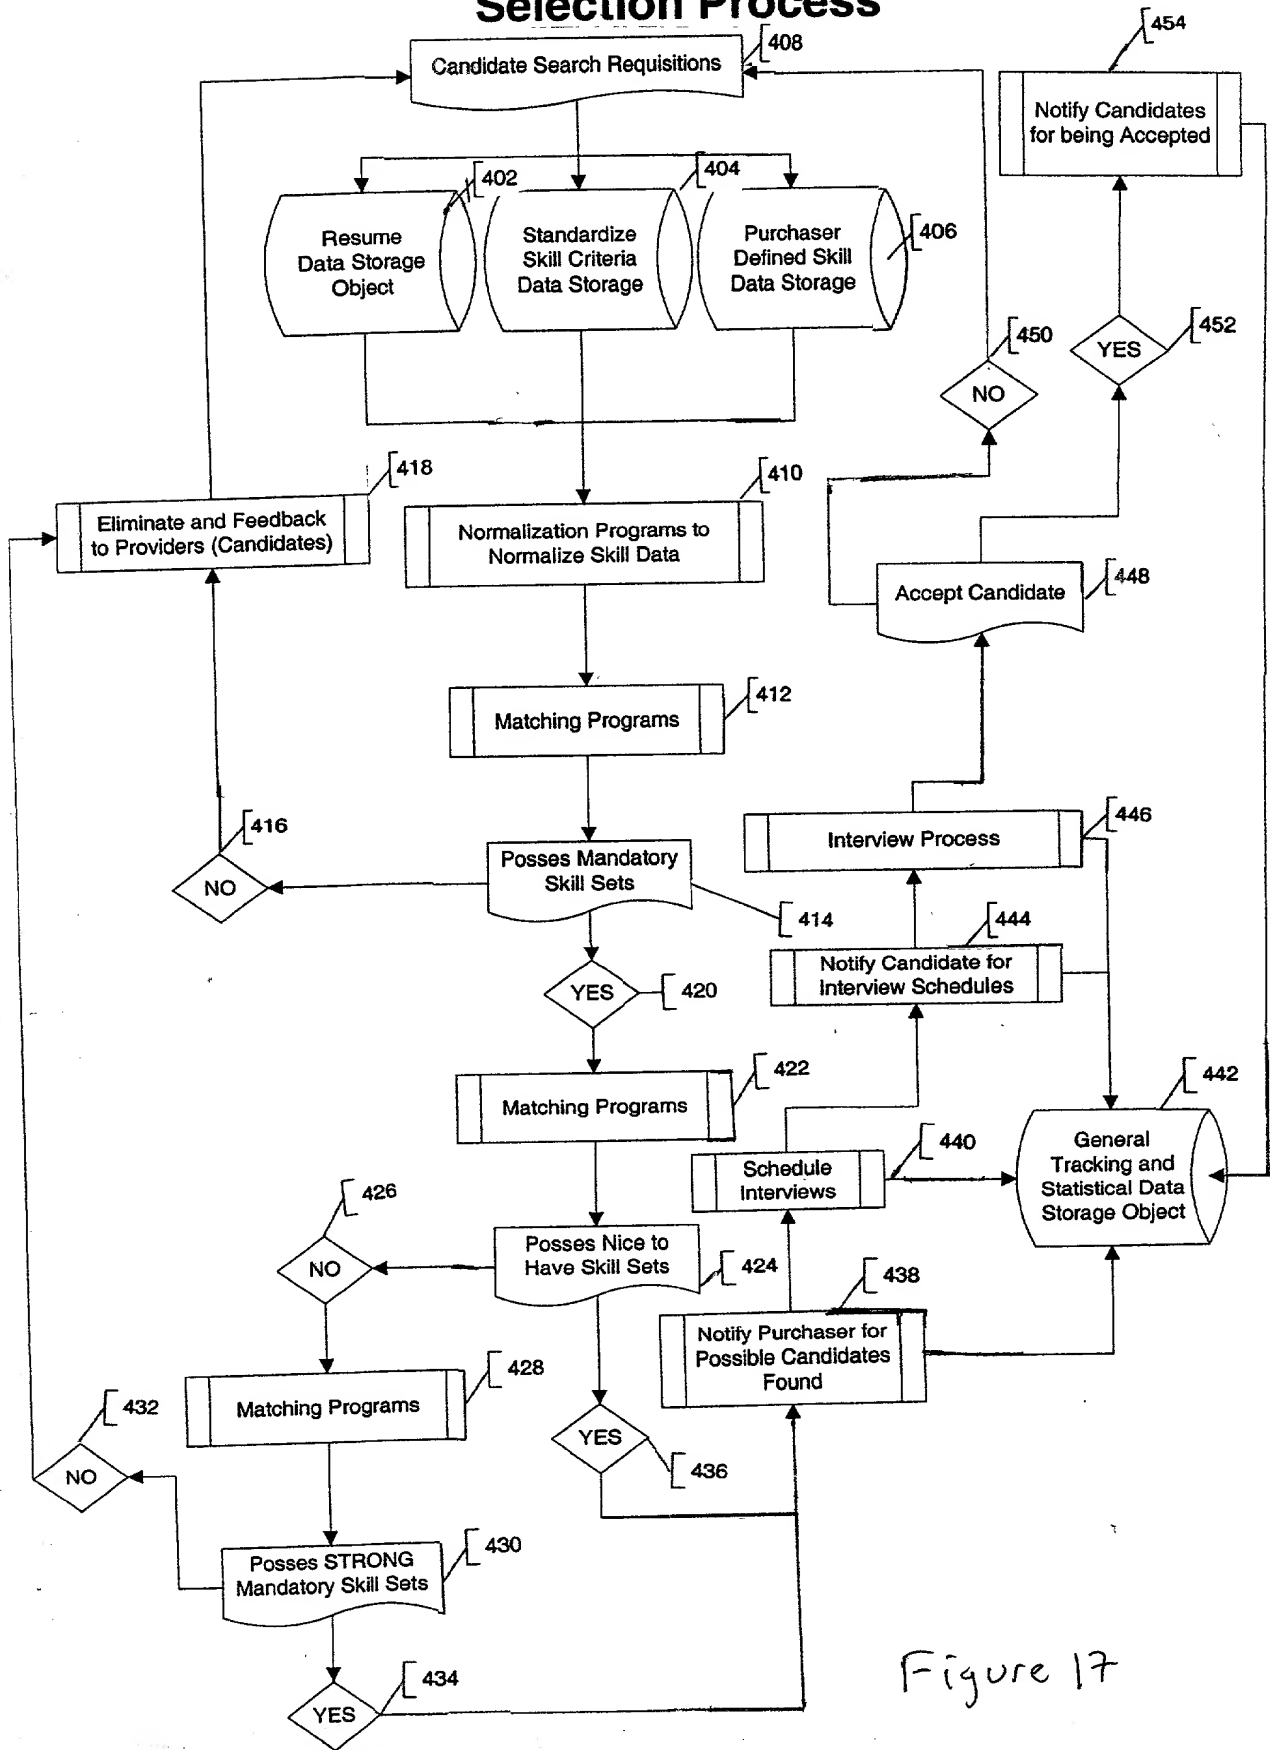 Selection Process
454
408
Candidate Search Requisitions
Notify Candidates
for being Accepted
402
404
406
Resume
Data Storage
Object
Standardize
Skill Criteria
Data Storage
Purchaser
Defined Skill
Data Storage
450
452
NO
YES
418
410
Eliminate and Feedback
to Providers (Candidates)
Normalization Programs to
Normalize Skill Data
448
Accept Candidate
412
Matching Programs
416
NO
Posses Mandatory
Skill Sets
414
446
Interview Process
444
Notify Candidate for
Interview Schedules
YES
420
422
Matching Programs
442
General
Tracking and
Statistical Data
Storage Object
440
Schedule
Interviews
426
NO
Posses Nice to
Have Skill Sets
424
438
Notify Purchaser for
Possible Candidates
Found
428
Matching Programs
432
NO
YES
436
430
Posses STRONG
Mandatory Skill Sets
434
YES
Figure 17